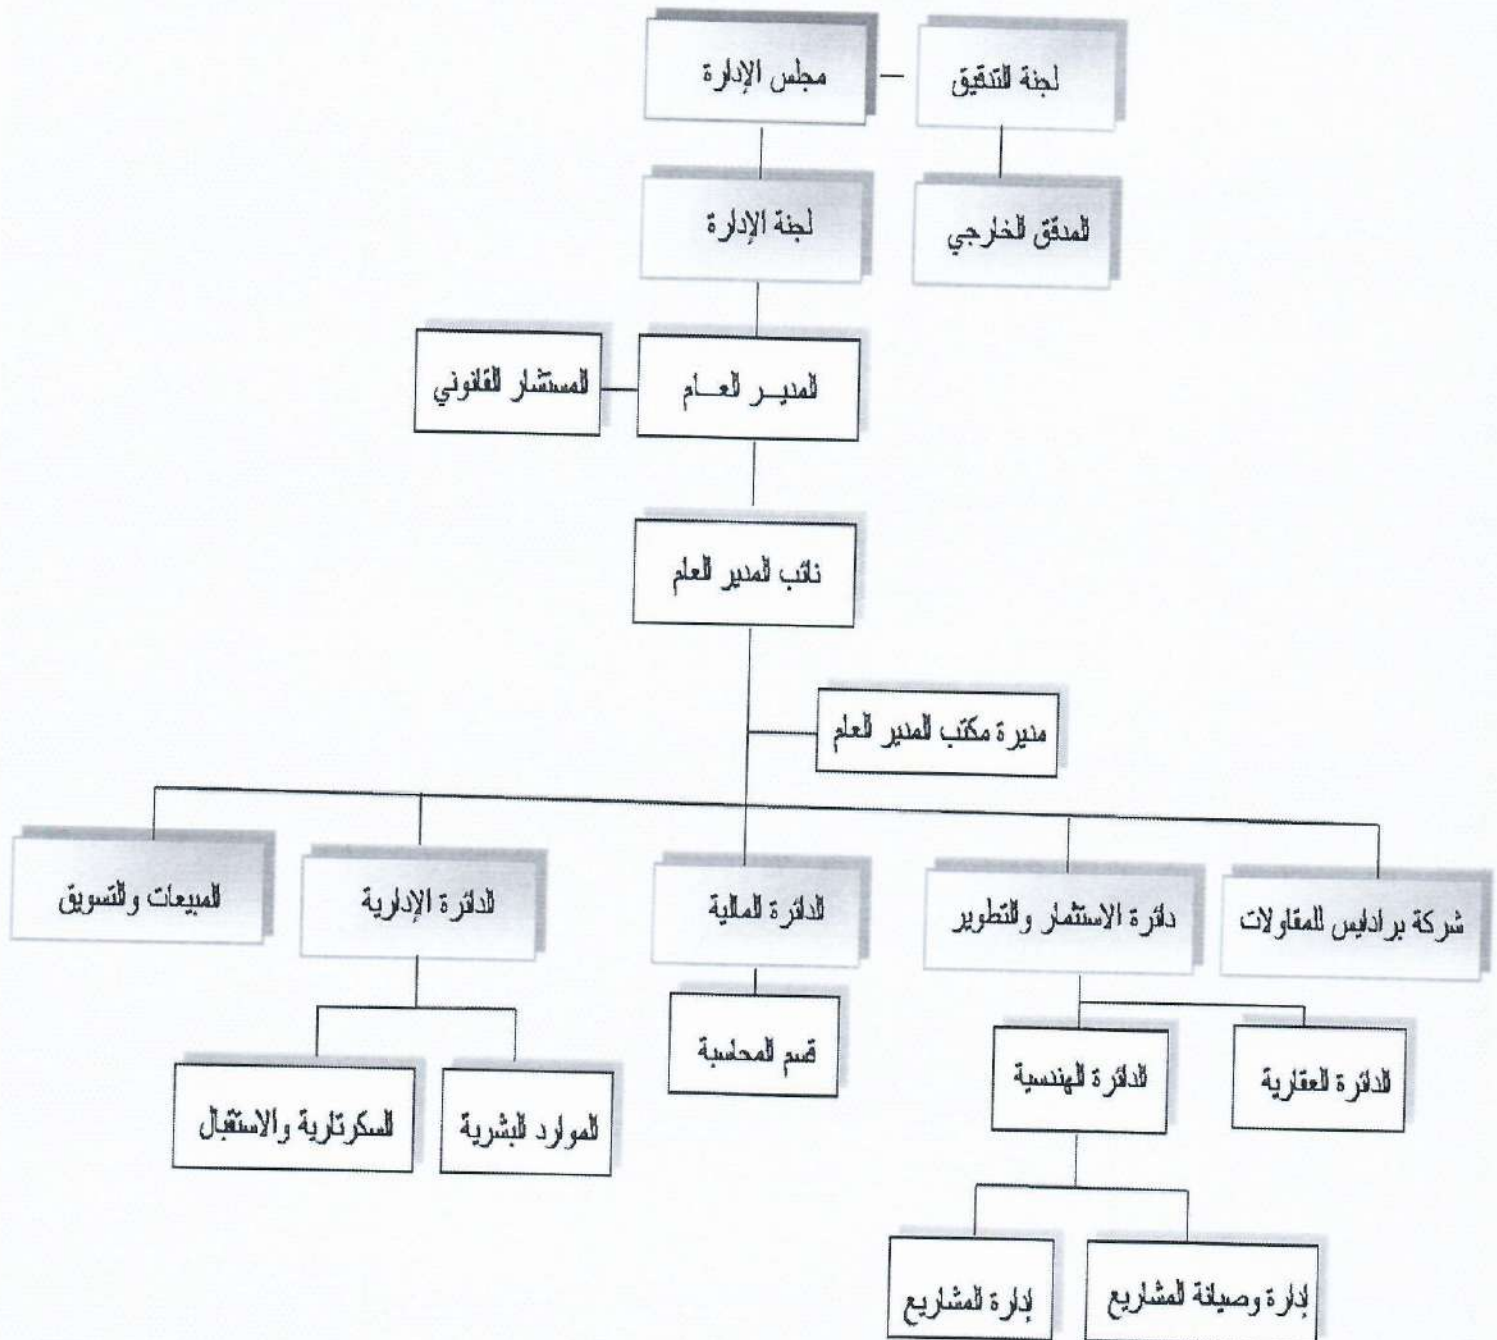 مجلس الإدارة
لجنة التدقيق
لجنة الإدارة
المدقق الخارجي
المديــر العــام
المستشار القانوني
نائب المدير العام
مديرة مكتب المدير العام
شركة برادايس للمقاولات
دائرة الاستثمار والتطوير
الدائرة المالية
الدائرة الإدارية
المبيعات والتسويق
الدائرة العقارية
الدائرة الهندسية
قسم المحاسبة
الموارد البشرية
السكرتارية والاستقبال
إدارة وصيانة المشاريع
إدارة المشاريع